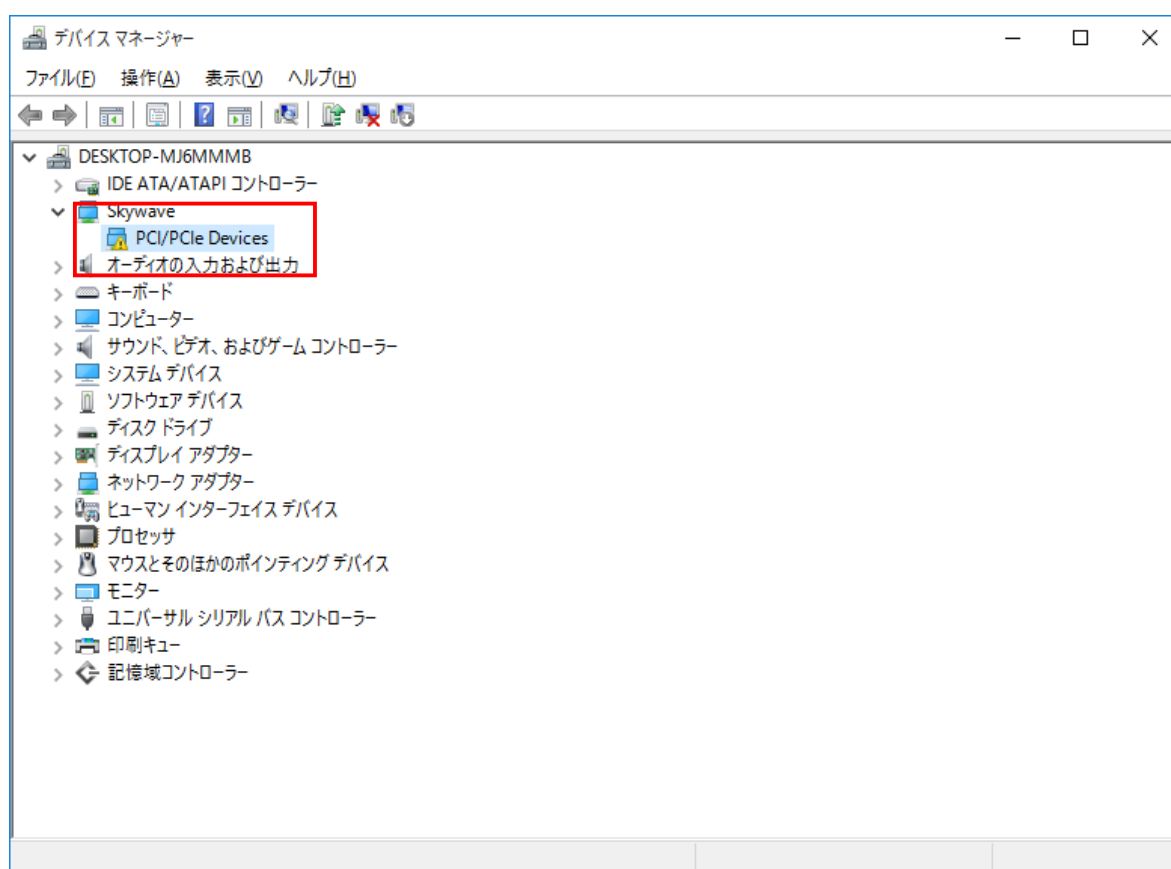 デバイス マネージャー
ファイル(F) 操作(A) 表示(V) ヘルプ(H)
DESKTOP-MJ6MMMB
IDE ATA/ATAPI コントローラー
Skywave
PCI/PCIe Devices
オーディオの入力および出力
キーボード
コンピューター
サウンド、ビデオ、およびゲーム コントローラー
システム デバイス
ソフトウェア デバイス
ディスク ドライブ
ディスプレイ アダプター
ネットワーク アダプター
ヒューマン インターフェイス デバイス
プロセッサ
マウスとそのほかのポインティング デバイス
モニター
ユニバーサル シリアル バス コントローラー
印刷キュー
記憶域コントローラー